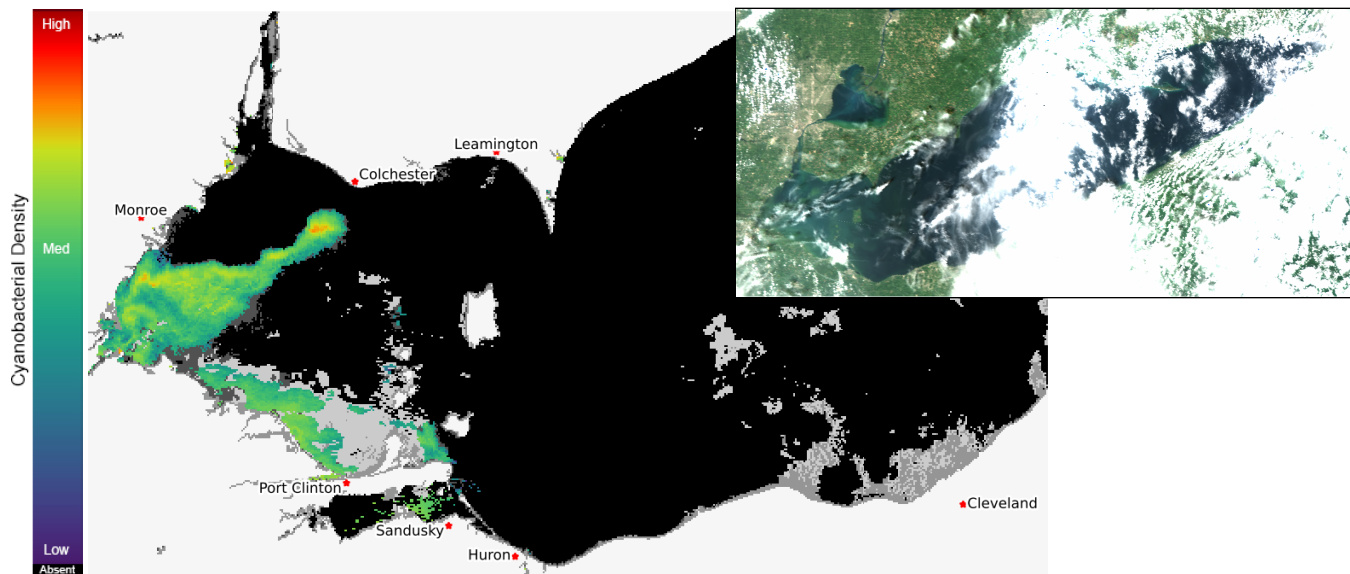 High
Med
Low
Absent
Cyanobacterial Density
Leamington
Colchester
Monroe
Port Clinton
Sandusky
Huron
Cleveland